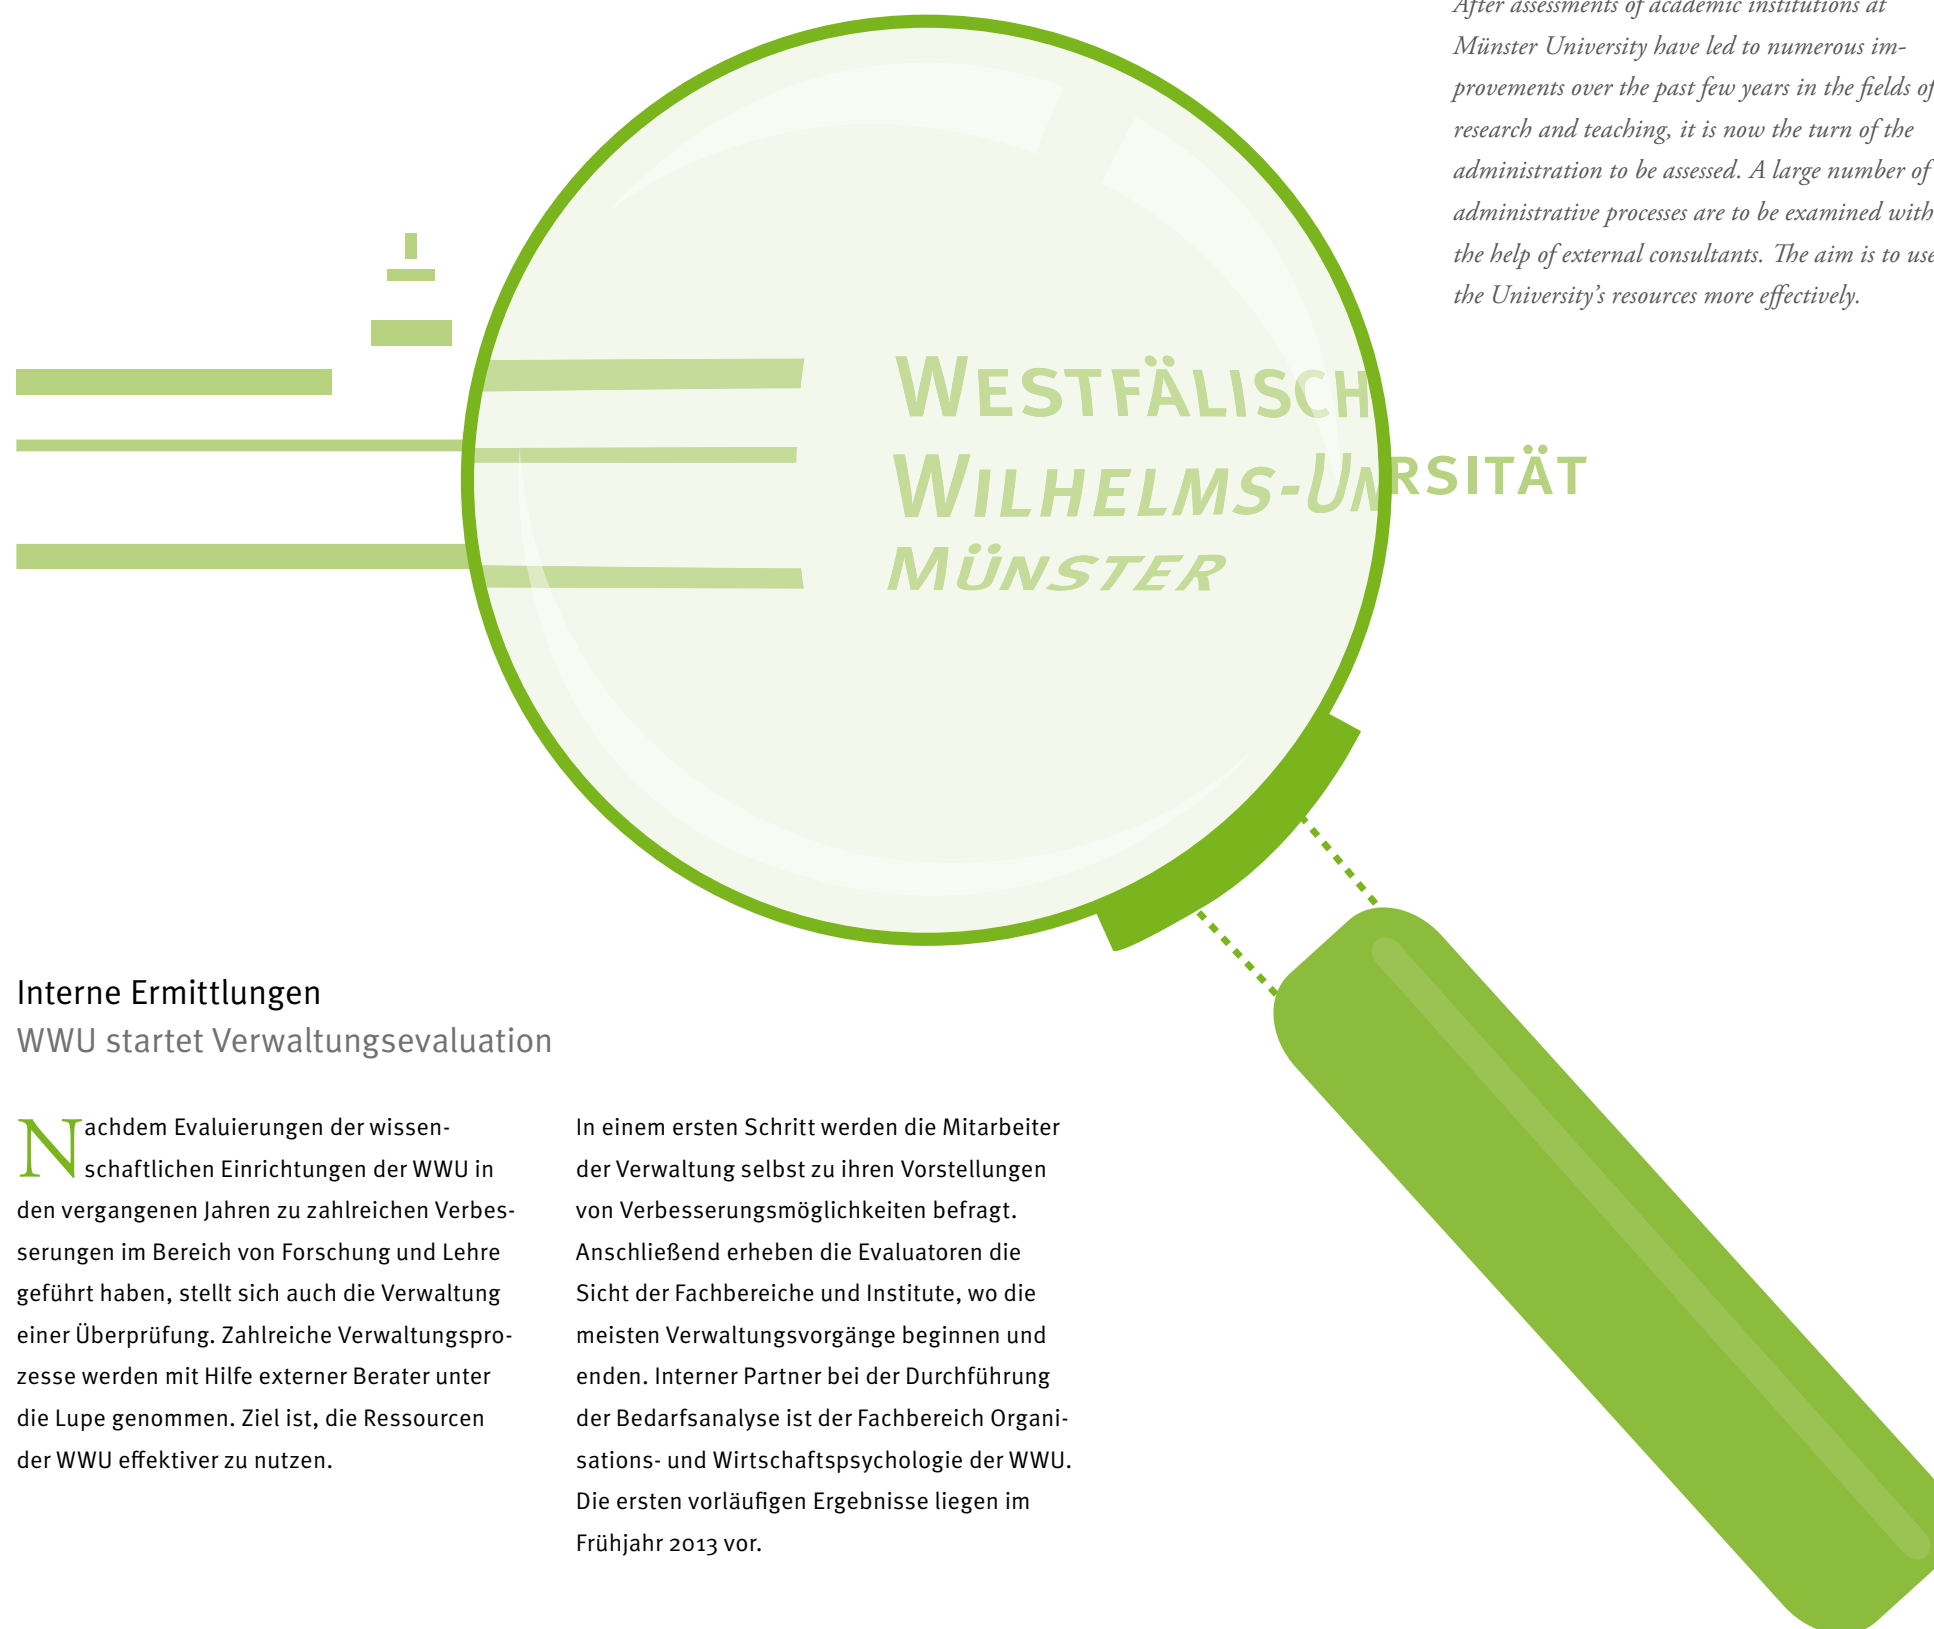 After assessments of academic institutions at
Münster University have led to numerous im-
provements over the past few years in the fields of
research and teaching, it is now the turn of the
administration to be assessed. A large number of
administrative processes are to be examined with
the help of external consultants. The aim is to use
the University's resources more effectively.
WESTFÄLISCH
WILHELMS-UNRSITÄT
MÜNSTER
Interne Ermittlungen
WWU startet Verwaltungsevaluation
Nachdem Evaluierungen der wissen-
schaftlichen Einrichtungen der WWU in
den vergangenen Jahren zu zahlreichen Verbes-
serungen im Bereich von Forschung und Lehre
geführt haben, stellt sich auch die Verwaltung
einer Überprüfung. Zahlreiche Verwaltungspro-
zesse werden mit Hilfe externer Berater unter
die Lupe genommen. Ziel ist, die Ressourcen
der WWU effektiver zu nutzen.
In einem ersten Schritt werden die Mitarbeiter
der Verwaltung selbst zu ihren Vorstellungen
von Verbesserungsmöglichkeiten befragt.
Anschließend erheben die Evaluatoren die
Sicht der Fachbereiche und Institute, wo die
meisten Verwaltungsvorgänge beginnen und
enden. Interner Partner bei der Durchführung
der Bedarfsanalyse ist der Fachbereich Organi-
sations- und Wirtschaftspsychologie der WWU.
Die ersten vorläufigen Ergebnisse liegen im
Frühjahr 2013 vor.